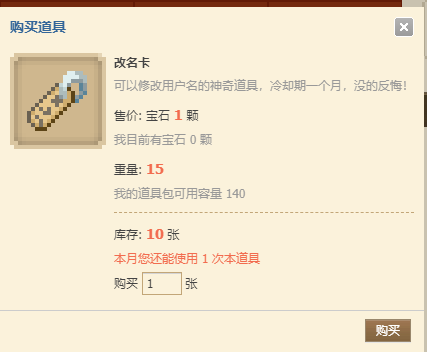 购买道具
改名卡
可以修改用户名的神奇道具，冷却期一个月，没的反悔！
售价: 宝石 1 颗
我目前有宝石 0 颗
重量: 15
我的道具包可用容量 140
库存: 10 张
本月您还能使用 1 次本道具
购买 1 张
购买